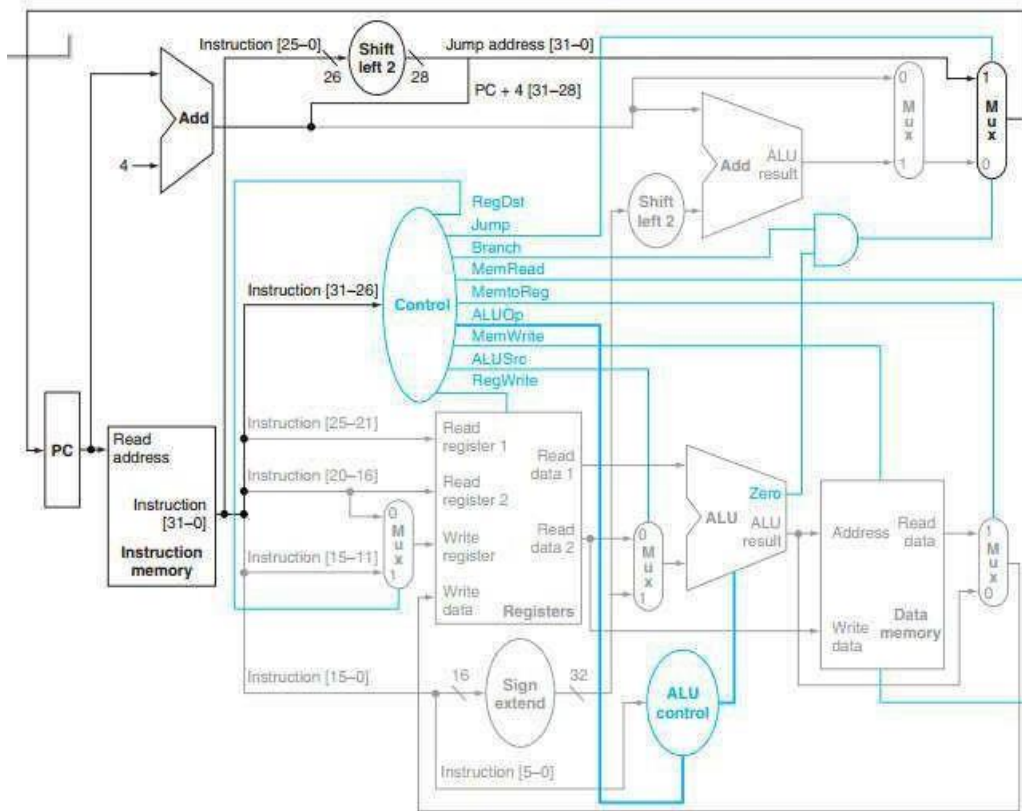 Instruction [25–0]
Shift
left 2
Jump address [31–0]
26
28
PC + 4 [31–28]
Add
4
0
M
u
x
1
1
M
u
x
0
Add
ALU
result
Shift
left 2
RegDst
Jump
Branch
MemRead
MemtoReg
ALUOp
MemWrite
ALUSrc
RegWrite
Instruction [31–26]
Control
PC
Read
address
Instruction
[31–0]
Instruction
memory
Instruction [25–21]
Instruction [20–16]
Instruction [15–11]
0
M
u
x
1
Read
register 1
Read
register 2
Write
register
Write
data
Read
data 1
Read
data 2
Registers
0
M
u
x
1
Zero
ALU
ALU
result
Address
Read
data
Data
memory
Write
data
1
M
u
x
0
Instruction [15–0]
16
Sign
extend
32
ALU
control
Instruction [5–0]